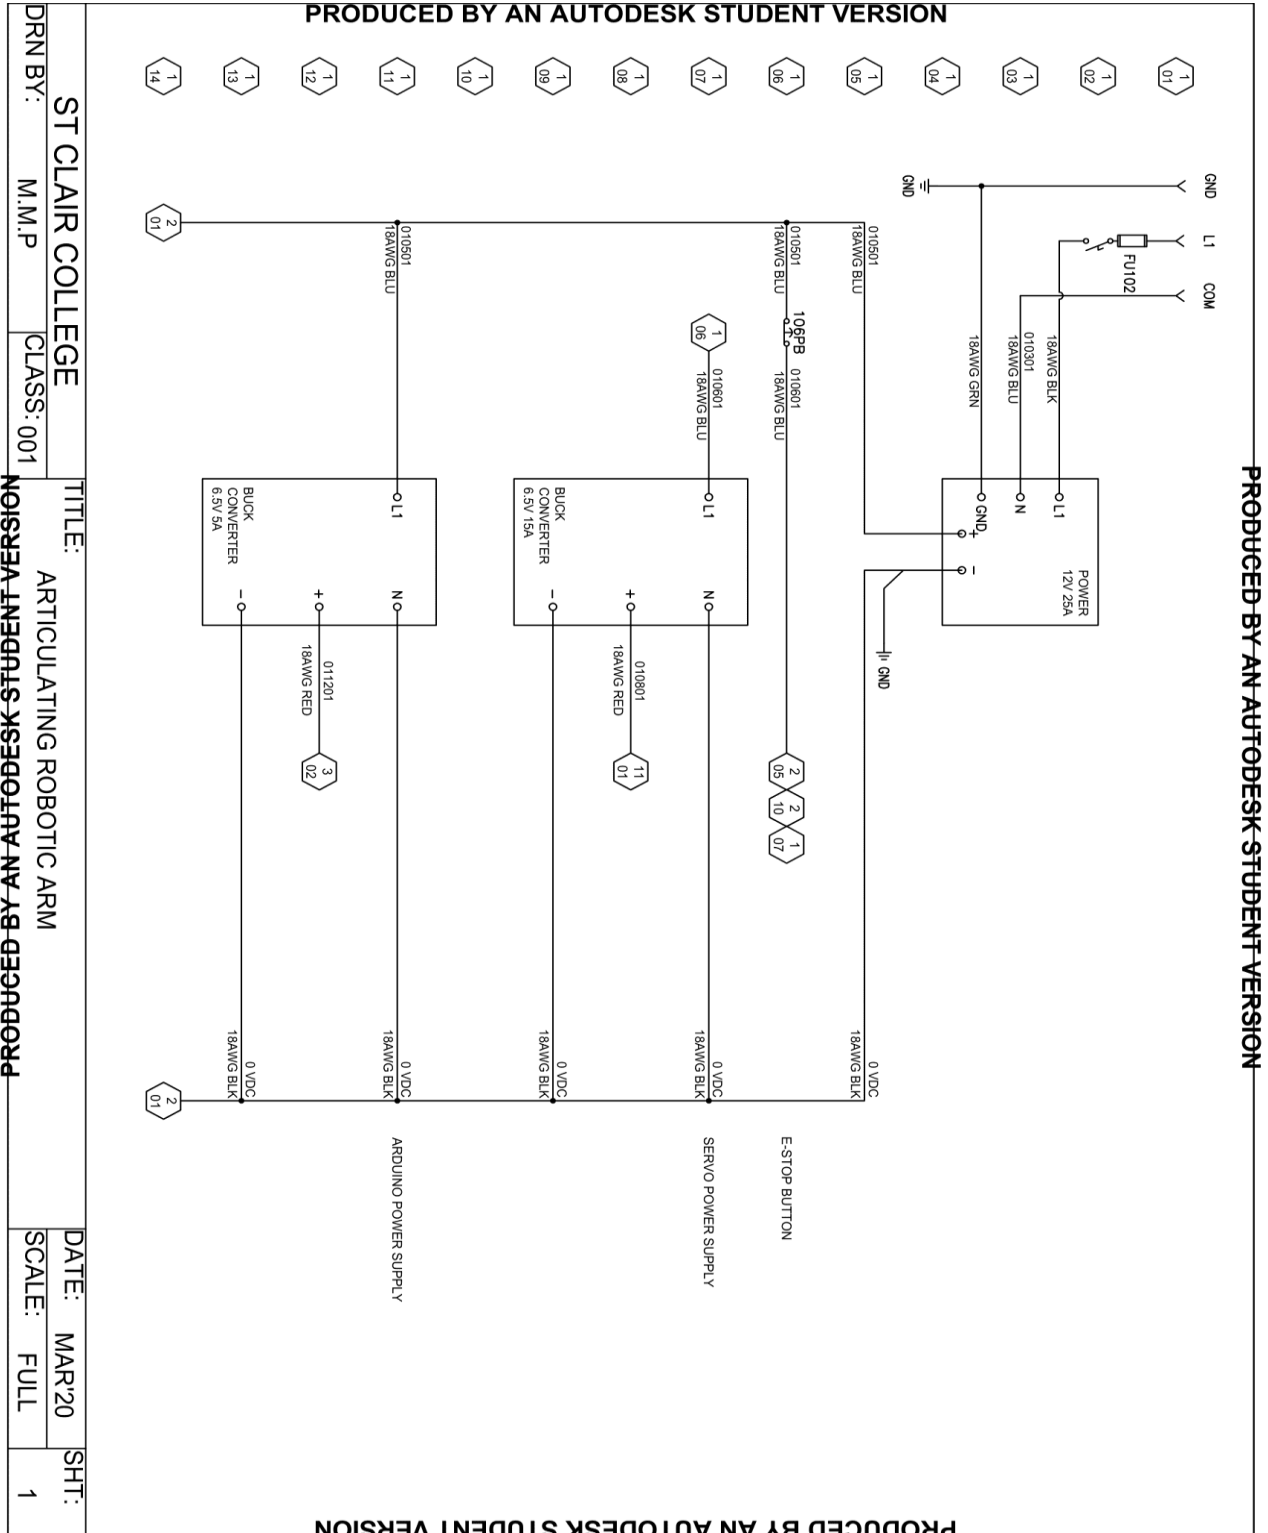 PRODUCED BY AN AUTODESK STUDENT VERSION
PRODUCED BY AN AUTODESK STUDENT VERSION
1
01
1
02
1
03
1
04
1
05
1
06
1
07
1
08
1
09
1
10
1
11
1
12
1
13
1
14
GND
L1
COM
FU102
GND
18AWG BLK
010301
18AWG BLU
18AWG GRN
L1
N
GND
+
-
POWER
12V 25A
GND
010501
18AWG BLU
0 VDC
18AWG BLK
010501
18AWG BLU
106PB
010601
18AWG BLU
2
05
2
10
1
07
E-STOP BUTTON
1
06
010601
18AWG BLU
L1
N
0 VDC
18AWG BLK
SERVO POWER SUPPLY
BUCK
CONVERTER
6.5V 15A
+
010801
18AWG RED
11
01
-
0 VDC
18AWG BLK
010501
18AWG BLU
L1
N
0 VDC
18AWG BLK
ARDUINO POWER SUPPLY
BUCK
CONVERTER
6.5V 5A
+
011201
18AWG RED
3
02
-
0 VDC
18AWG BLK
2
01
2
01
ST CLAIR COLLEGE
DRN BY: M.M.P
CLASS: 001
TITLE:
ARTICULATING ROBOTIC ARM
DATE: MAR'20
SCALE: FULL
SHT:
1
PRODUCED BY AN AUTODESK STUDENT VERSION
PRODUCED BY AN AUTODESK STUDENT VERSION